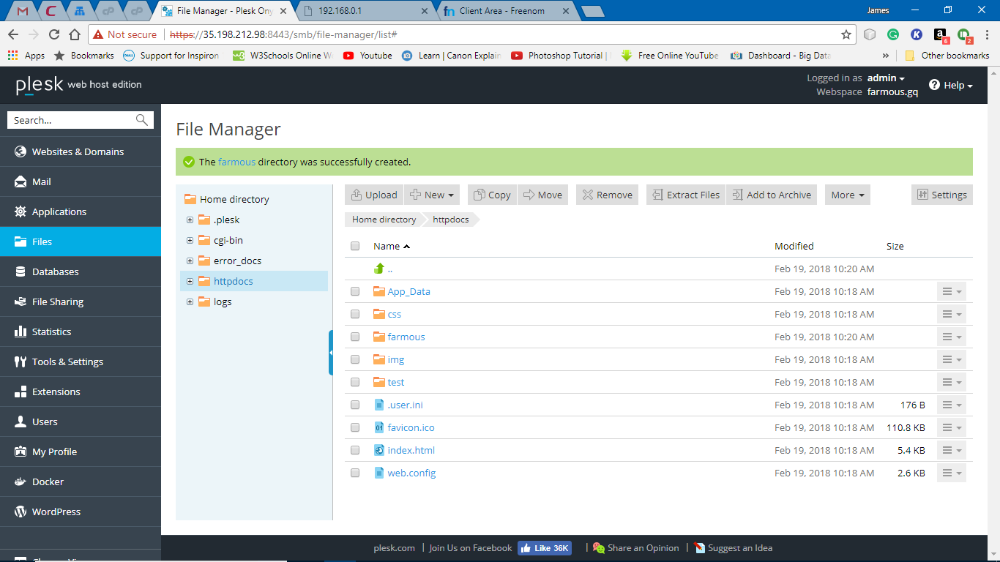 File Manager - Plesk Ony
192.168.0.1
Client Area - Freenom
James
Not secure https://35.198.212.98:8443/smb/file-manager/list#
6
2
Apps Bookmarks Support for Inspiron W3Schools Online W Youtube Learn | Canon Explain Photoshop Tutorial | Free Online YouTube Dashboard - Big Data » Other bookmarks
plesk web host edition
Logged in as admin
Webspace farmous.gq
Help
Search...
Websites & Domains
Mail
Applications
Files
Databases
File Sharing
Statistics
Tools & Settings
Extensions
Users
My Profile
Docker
WordPress
File Manager
The farmous directory was successfully created.
Home directory
.plesk
cgi-bin
error_docs
httpdocs
logs
Upload New Copy Move Remove Extract Files Add to Archive More Settings
Home directory httpdocs
Name Modified Size
.. Feb 19, 2018 10:20 AM
App_Data Feb 19, 2018 10:18 AM
css Feb 19, 2018 10:18 AM
farmous Feb 19, 2018 10:20 AM
img Feb 19, 2018 10:18 AM
test Feb 19, 2018 10:18 AM
.user.ini Feb 19, 2018 10:18 AM 176 B
favicon.ico Feb 19, 2018 10:18 AM 110.8 KB
index.html Feb 19, 2018 10:18 AM 5.4 KB
web.config Feb 19, 2018 10:18 AM 2.6 KB
plesk.com | Join Us on Facebook Like 36K | Share an Opinion | Suggest an Idea